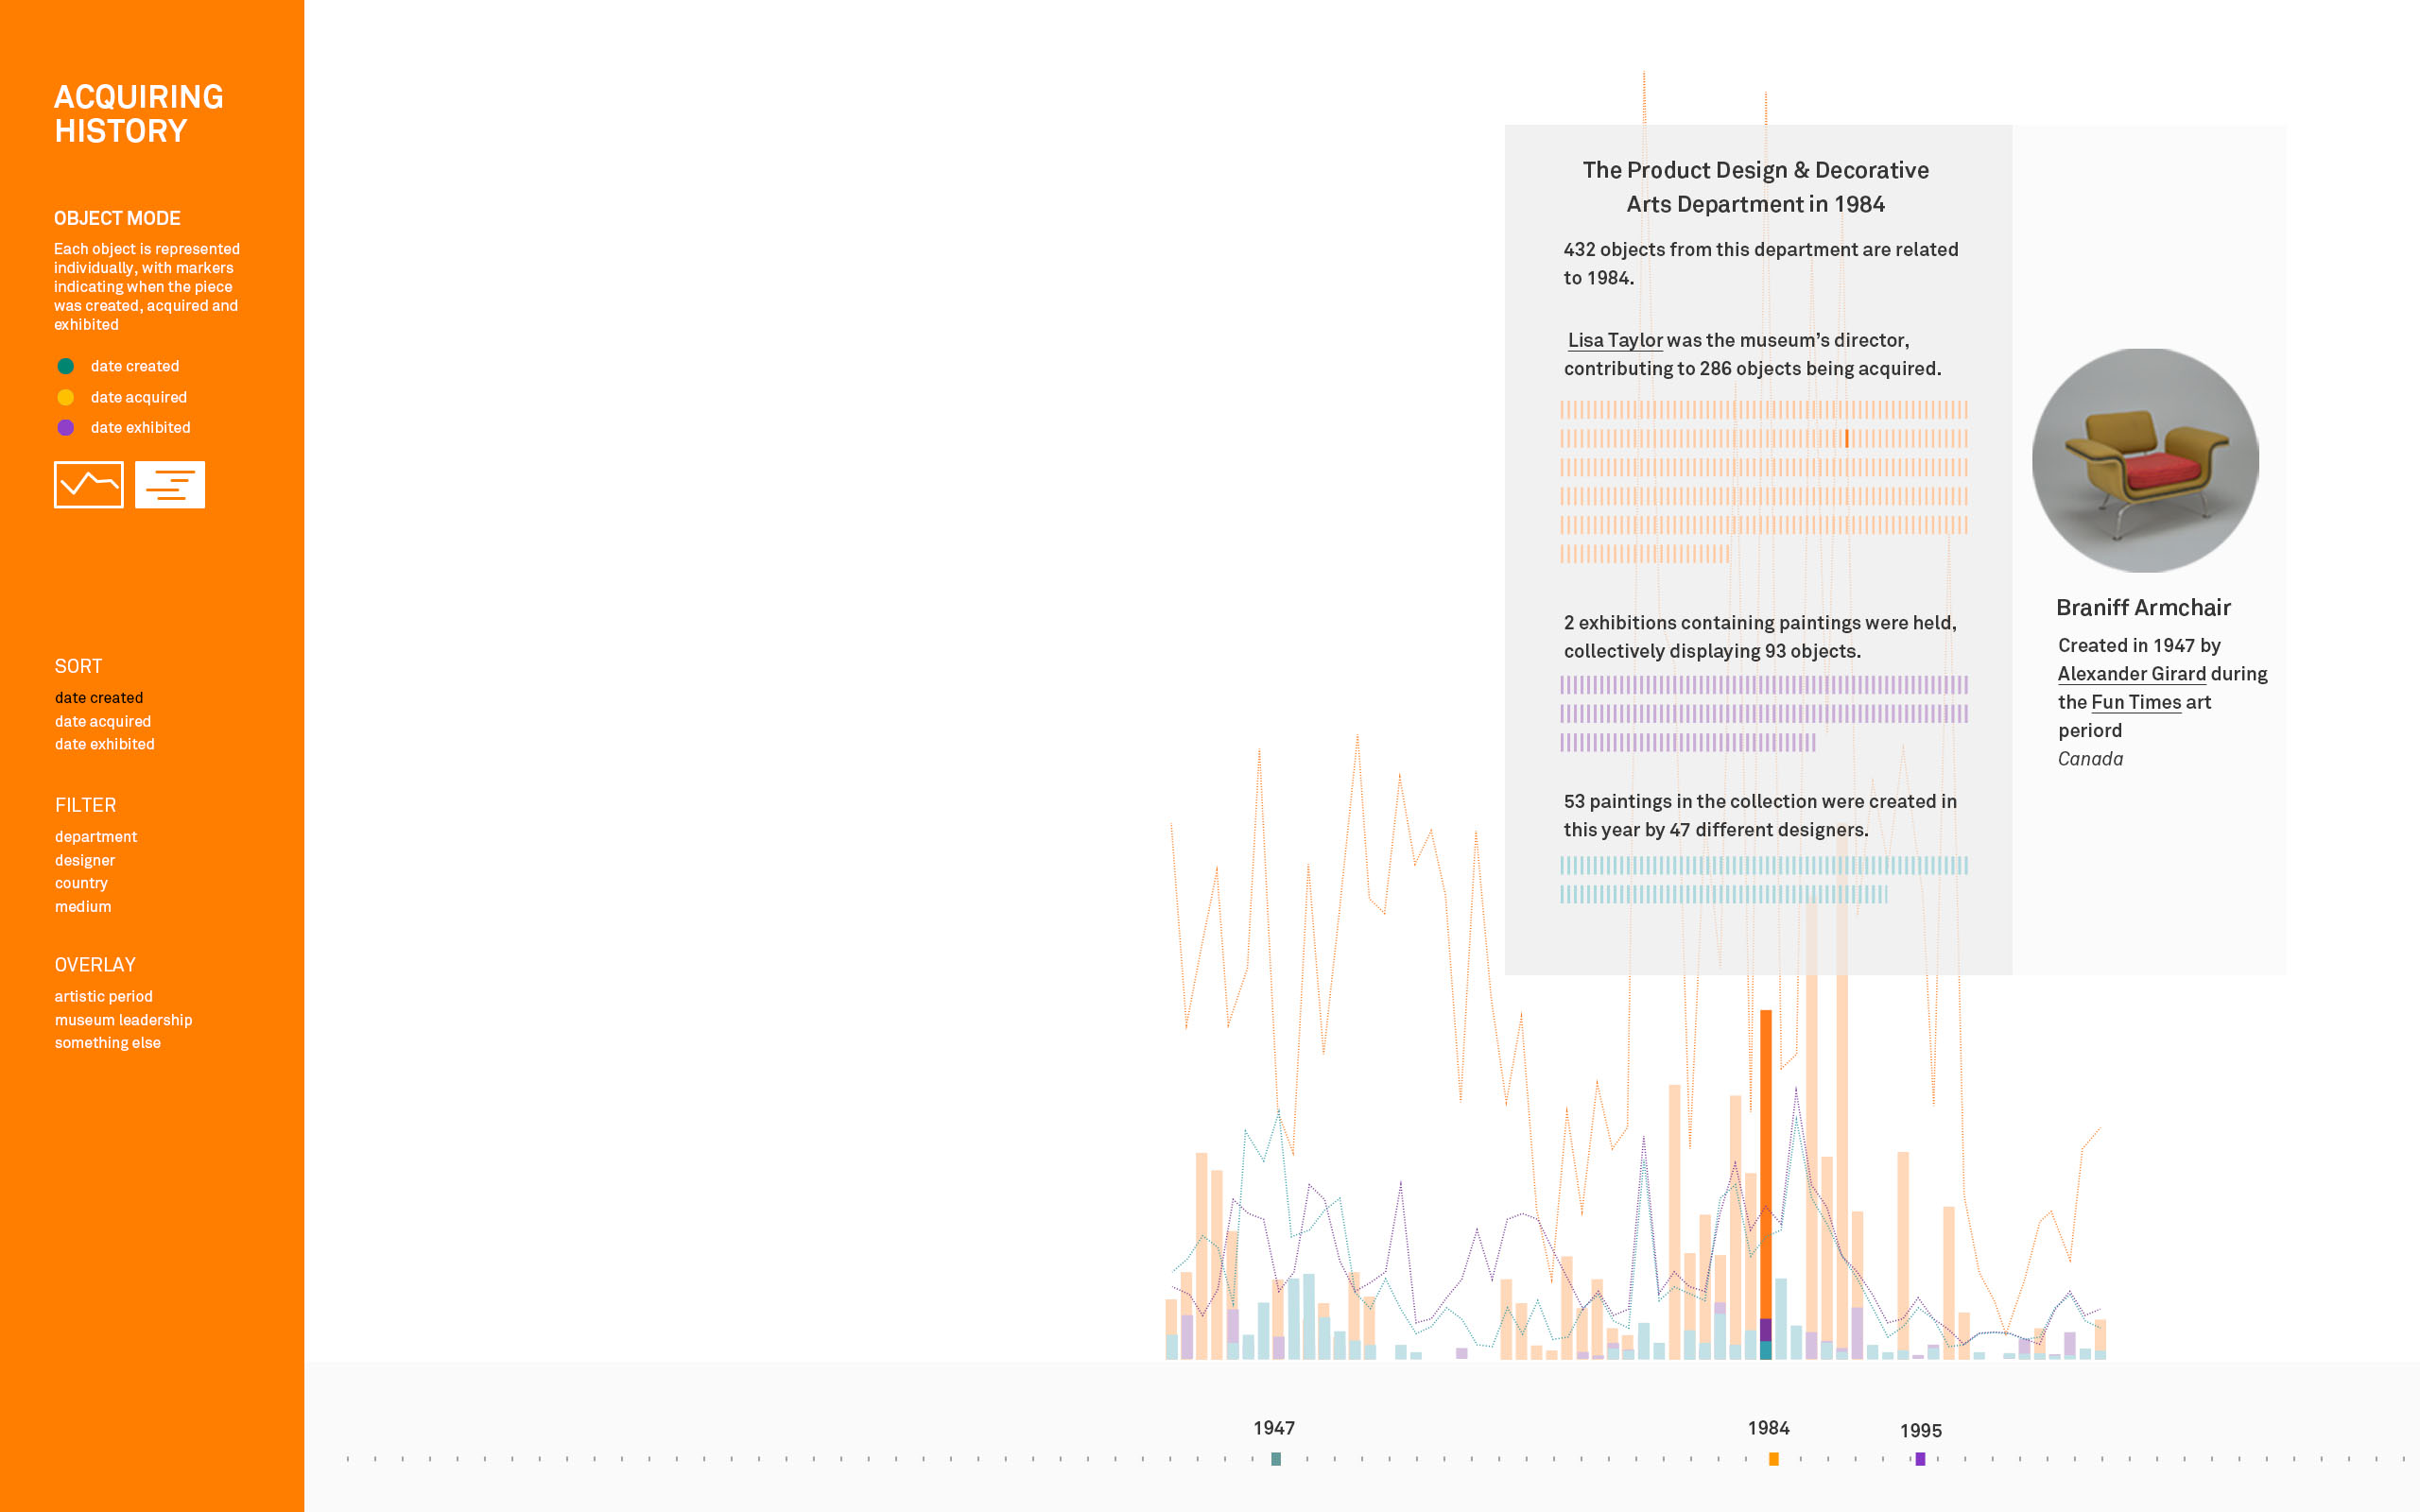 ACQUIRING
HISTORY
OBJECT MODE
Each object is represented
individually, with markers
indicating when the piece
was created, acquired and
exhibited
date created
date acquired
date exhibited
SORT
date created
date acquired
date exhibited
FILTER
department
designer
country
medium
OVERLAY
artistic period
museum leadership
something else
The Product Design & Decorative
Arts Department in 1984
432 objects from this department are related
to 1984.
Lisa Taylor was the museum's director,
contributing to 286 objects being acquired.
2 exhibitions containing paintings were held,
collectively displaying 93 objects.
53 paintings in the collection were created in
this year by 47 different designers.
Braniff Armchair
Created in 1947 by
Alexander Girard during
the Fun Times art
periord
Canada
1947
1984
1995